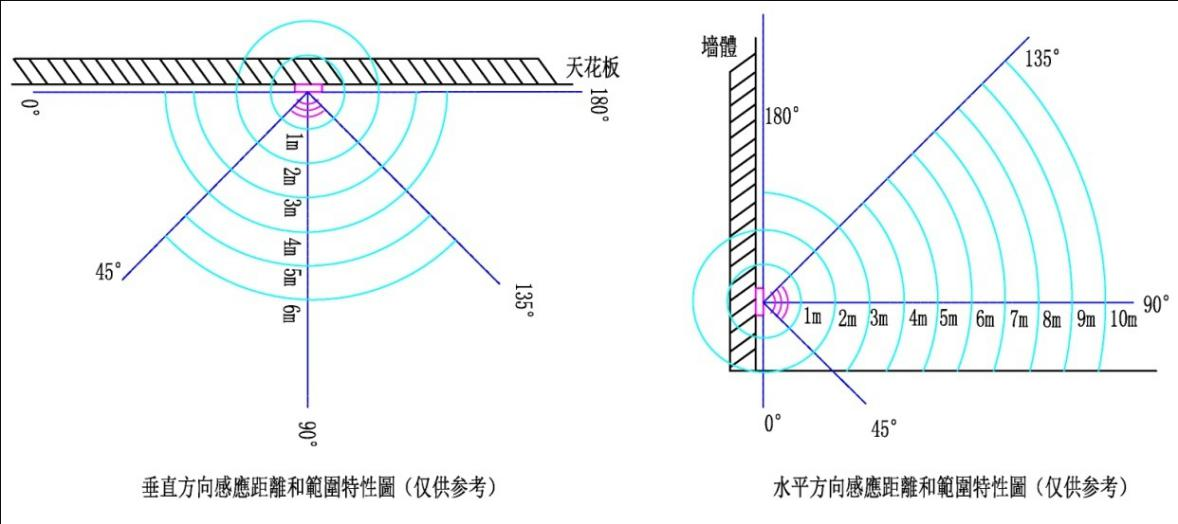 天花板
0°
180°
1m
2m
3m
4m
5m
6m
45°
135°
90°
垂直方向感應距離和範圍特性圖（仅供参考）
墻體
135°
180°
1m 2m 3m 4m 5m 6m 7m 8m 9m 10m
90°
0°
45°
水平方向感應距離和範圍特性圖（仅供参考）